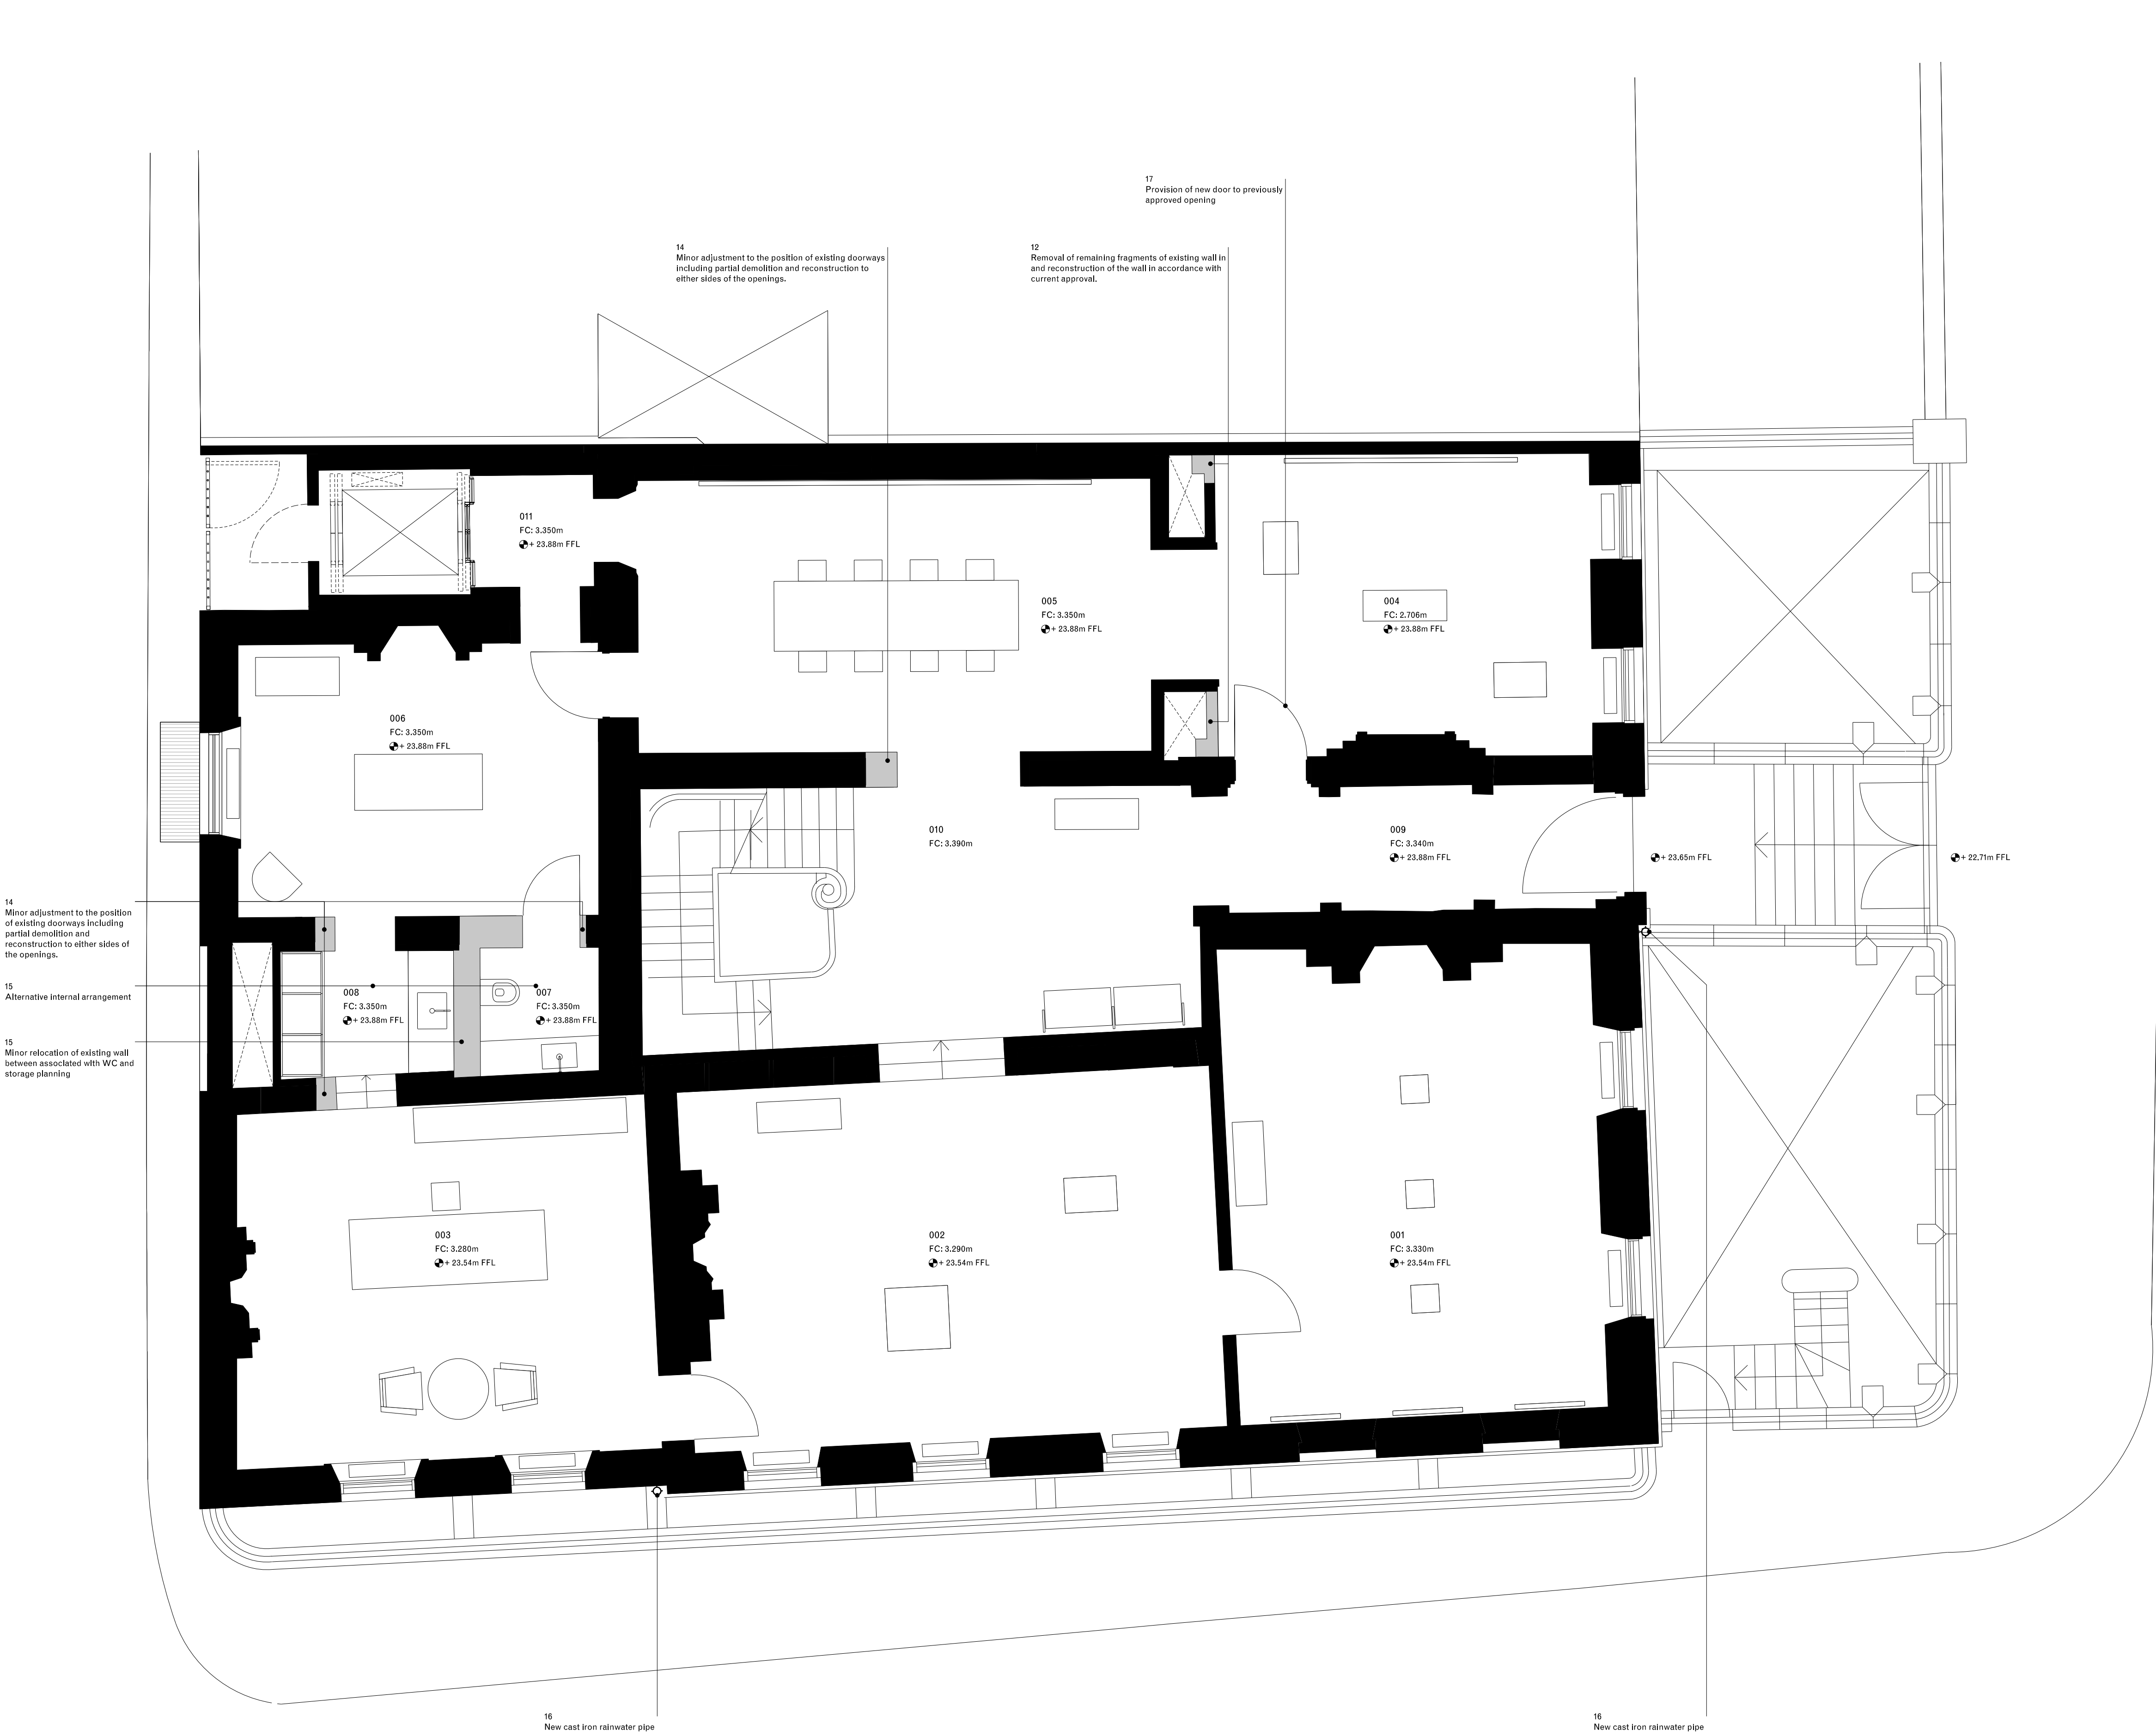 17
Provision of new door to previously
approved opening
14
Minor adjustment to the position of existing doorways
including partial demolition and reconstruction to
either sides of the openings.
12
Removal of remaining fragments of existing wall in
and reconstruction of the wall in accordance with
current approval.
011
FC: 3.350m
+ 23.88m FFL
005
FC: 3.350m
+ 23.88m FFL
004
FC: 2.706m
+ 23.88m FFL
006
FC: 3.350m
+ 23.88m FFL
010
FC: 3.390m
009
FC: 3.340m
+ 23.88m FFL
+ 23.65m FFL
+ 22.71m FFL
14
Minor adjustment to the position
of existing doorways including
partial demolition and
reconstruction to either sides of
the openings.
15
Alternative internal arrangement
008
FC: 3.350m
+ 23.88m FFL
007
FC: 3.350m
+ 23.88m FFL
15
Minor relocation of existing wall
between associated with WC and
storage planning
003
FC: 3.280m
+ 23.54m FFL
002
FC: 3.290m
+ 23.54m FFL
001
FC: 3.330m
+ 23.54m FFL
16
New cast iron rainwater pipe
16
New cast iron rainwater pipe